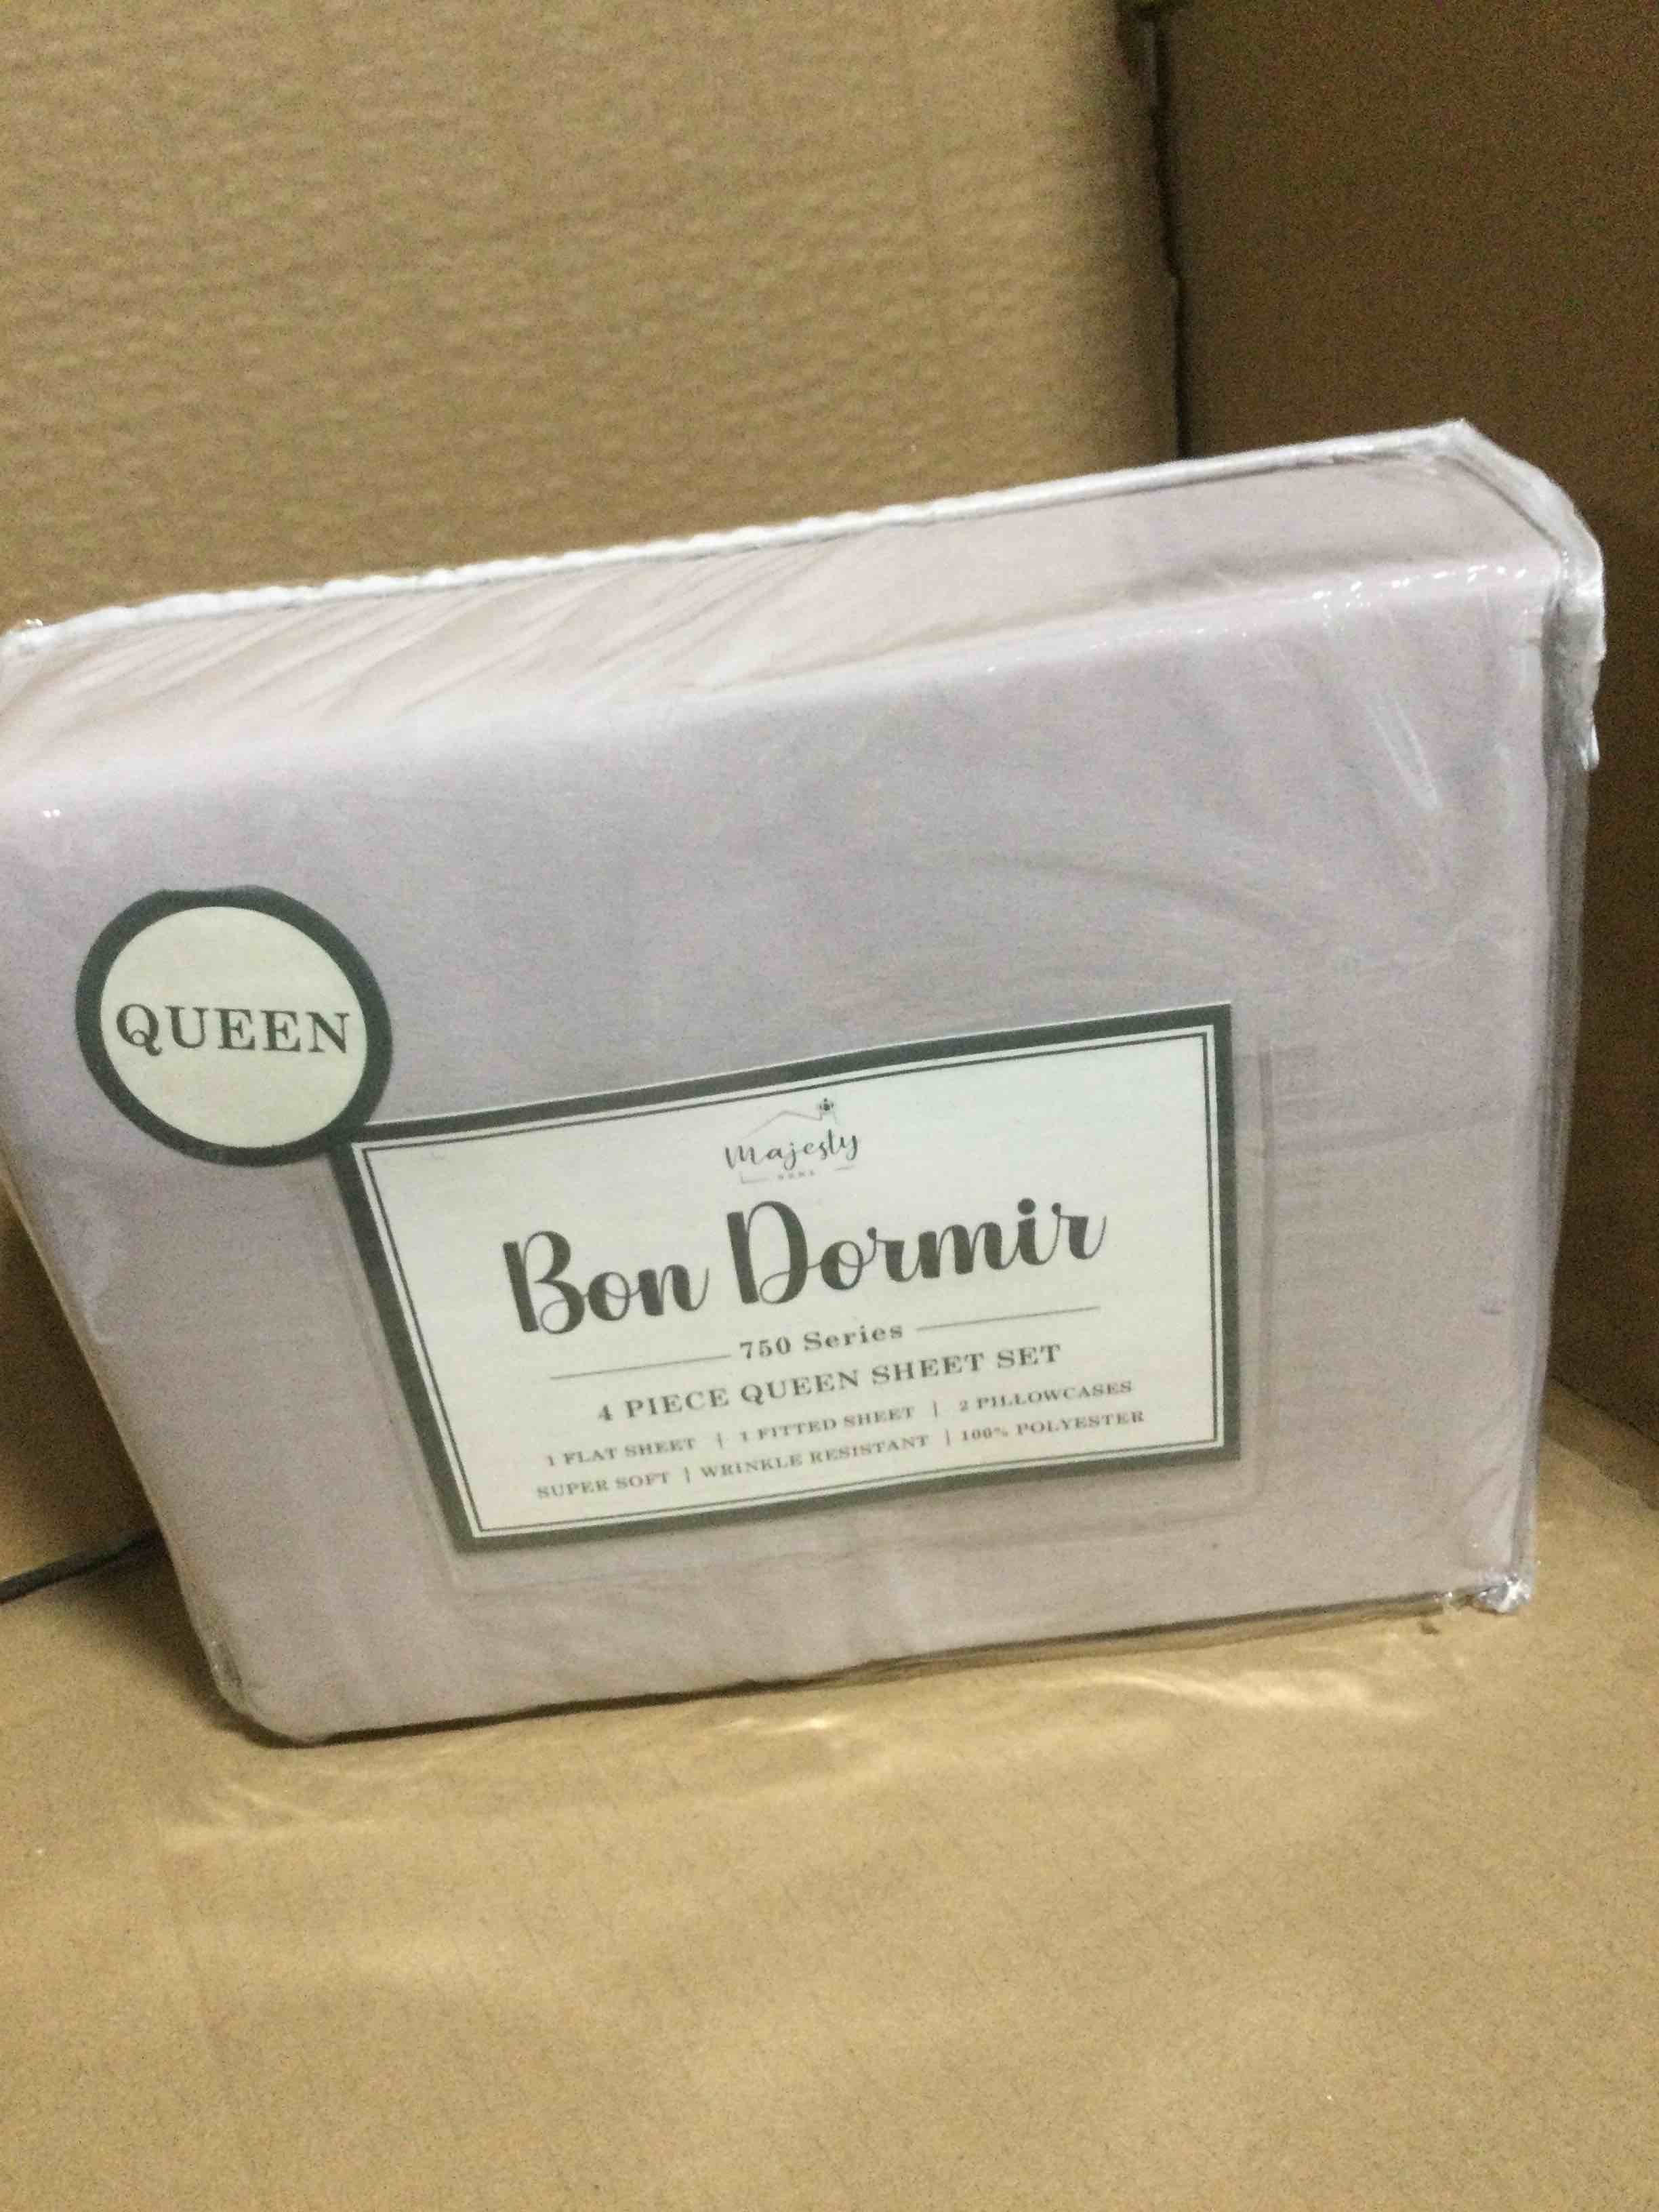 QUEEN
Majesty
Bon Dormir
750 Series
4 PIECE QUEEN SHEET SET
1 FLAT SHEET | 1 FITTED SHEET | 2 PILLOWCASES
SUPER SOFT | WRINKLE RESISTANT | 100% POLYESTER